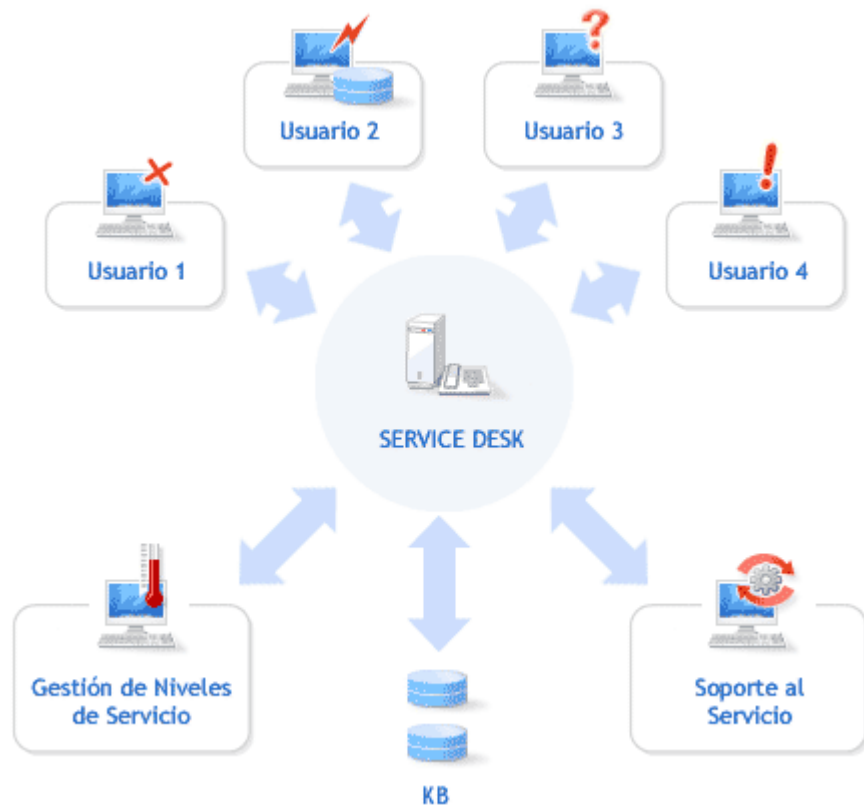 Usuario 2
Usuario 3
Usuario 1
Usuario 4
SERVICE DESK
Gestión de Niveles
de Servicio
Soporte al
Servicio
KB